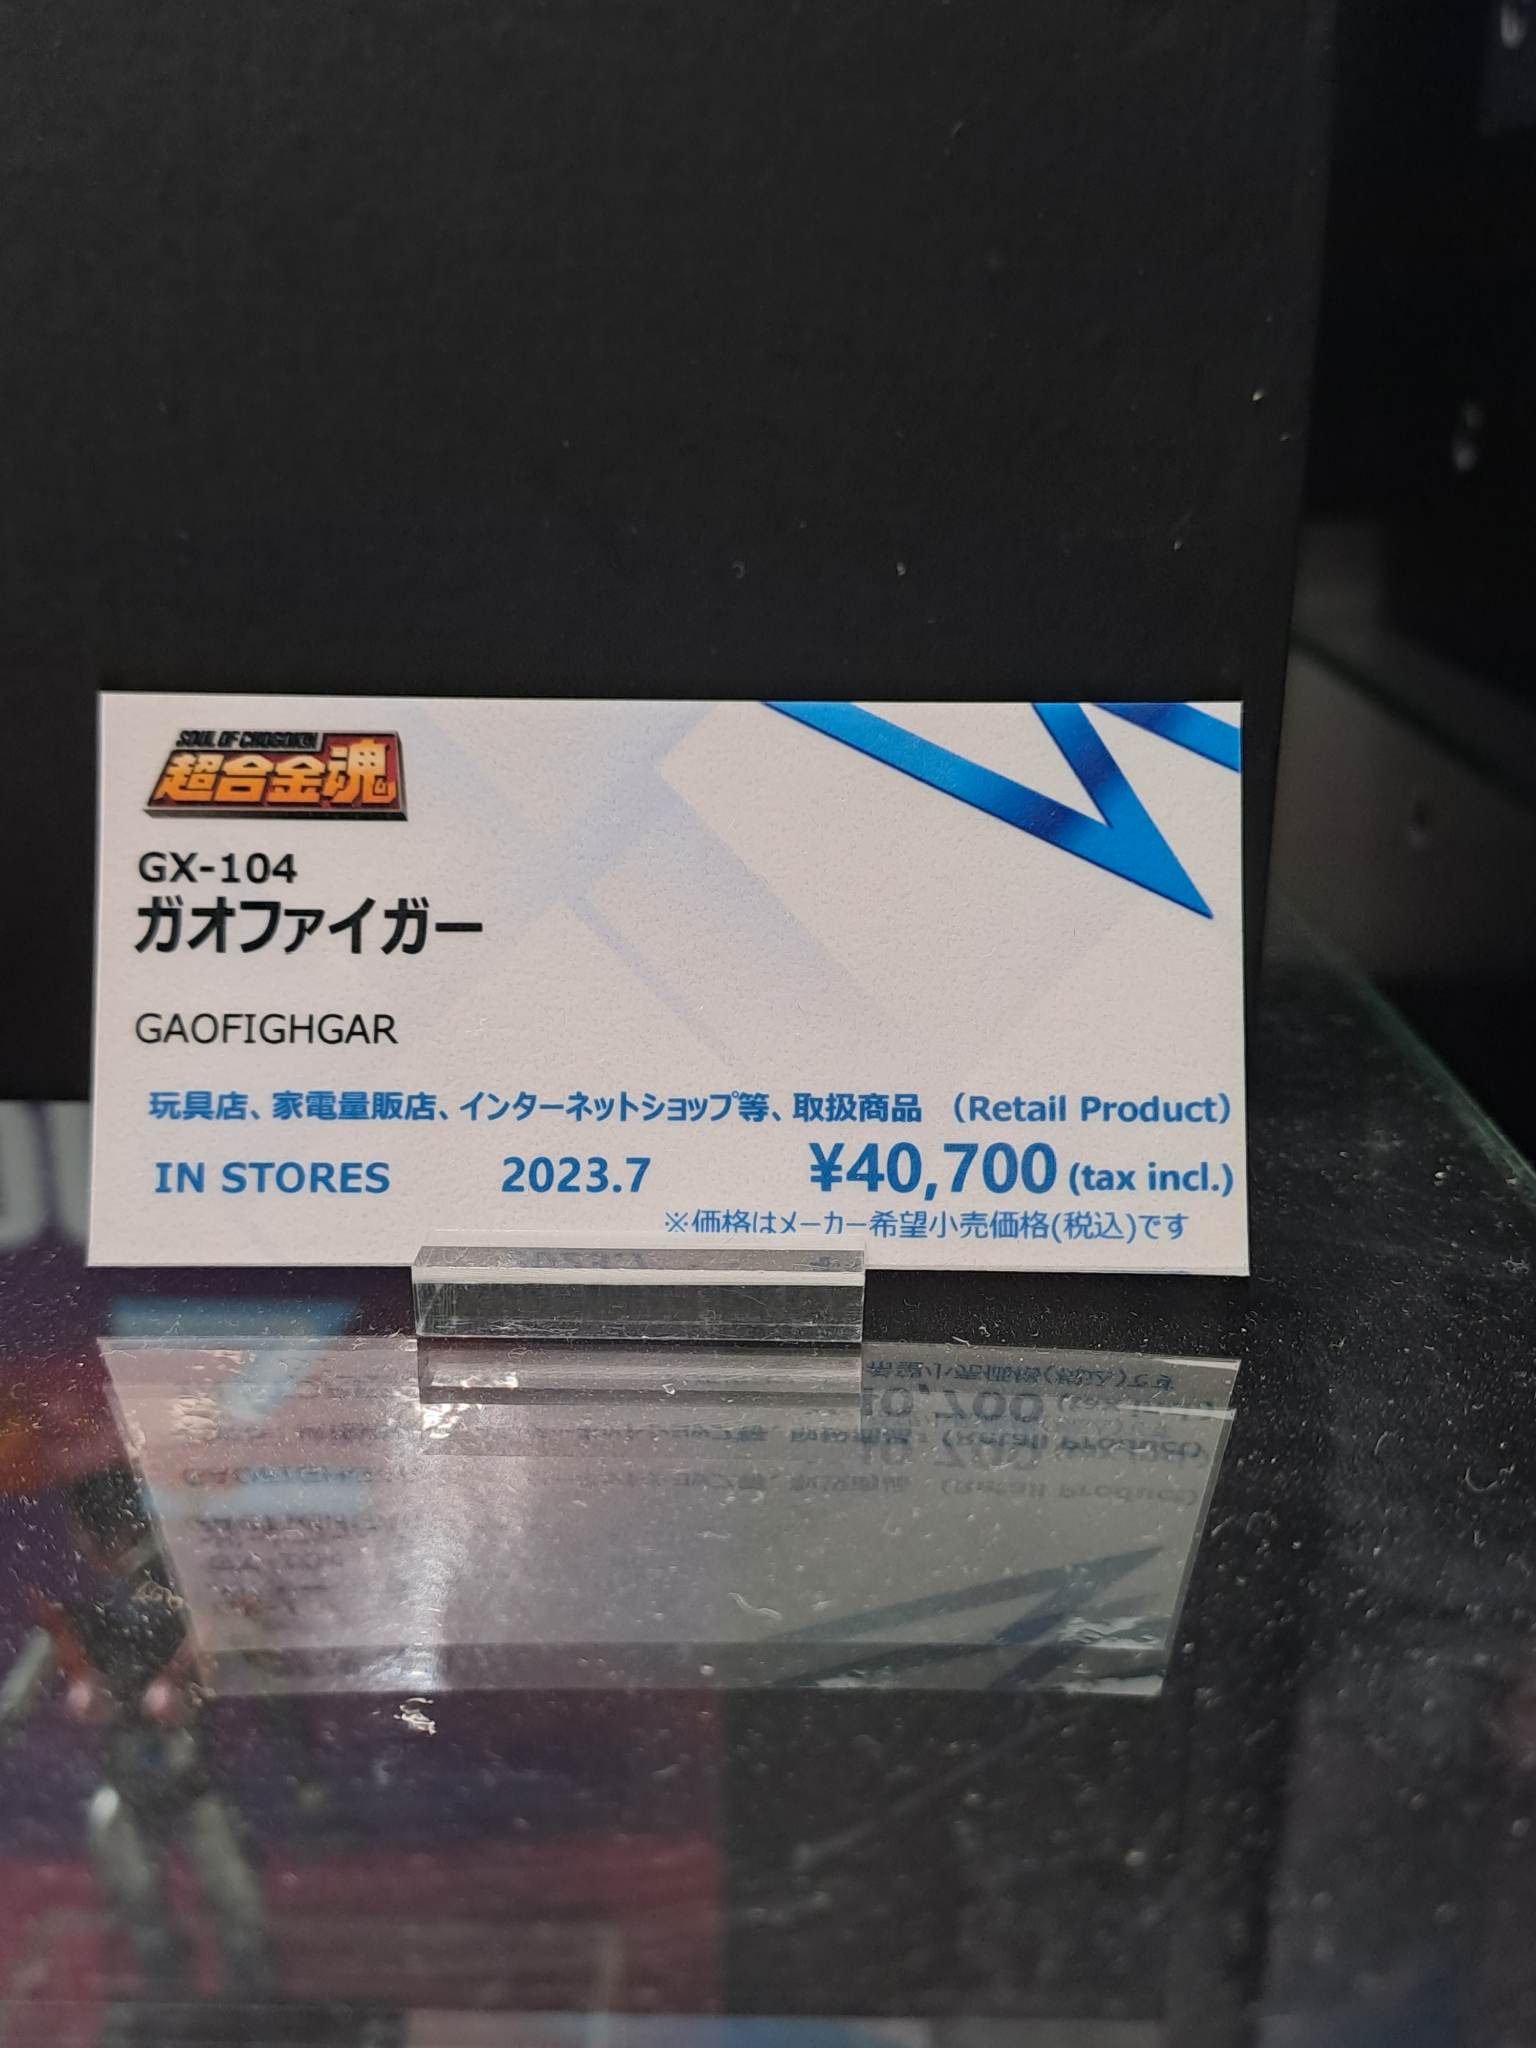 SOUL OF CHOGOKIN
超合金魂
GX-104
ガオファイガー
GAOFIGHGAR
玩具店、家電量販店、インターネットショップ等、取扱商品 （Retail Product）
IN STORES 2023.7 ¥40,700 (tax incl.)
※価格はメーカー希望小売価格(税込)です